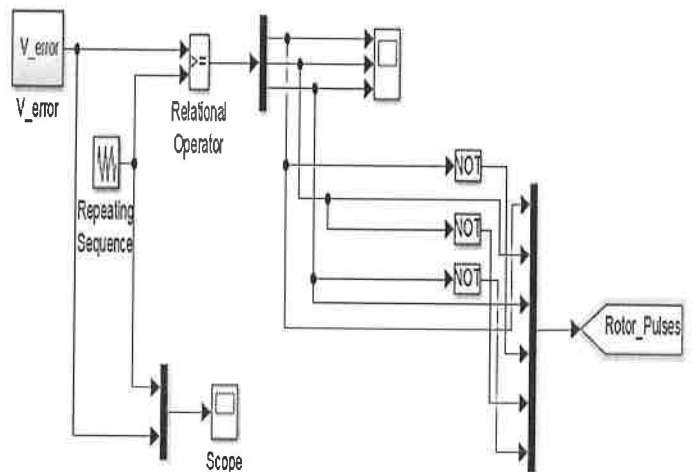 V_error
V_error
>=
Relational
Operator
Repeating
Sequence
NOT
NOT
NOT
Rotor_Pulses
Scope